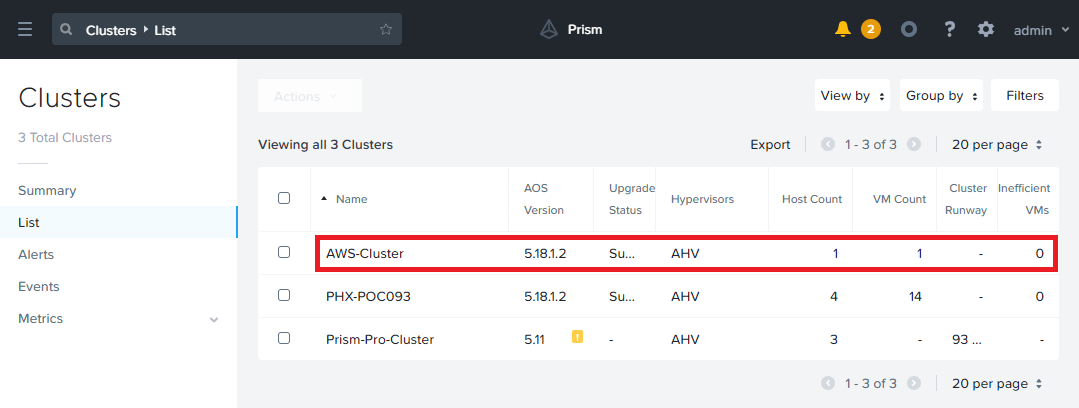 Clusters ‣ List
Prism
2
?
admin
Clusters
3 Total Clusters
Summary
List
Alerts
Events
Metrics
Actions
View by
Group by
Filters
Viewing all 3 Clusters
Export
1 - 3 of 3
20 per page
Name
AOS Version
Upgrade Status
Hypervisors
Host Count
VM Count
Cluster Runway
Inefficient VMs
AWS-Cluster 5.18.1.2 Su... AHV 1 1 - 0
PHX-POC093 5.18.1.2 Su... AHV 4 14 - 0
Prism-Pro-Cluster 5.11 ! - AHV 3 - 93 ... -
1 - 3 of 3
20 per page